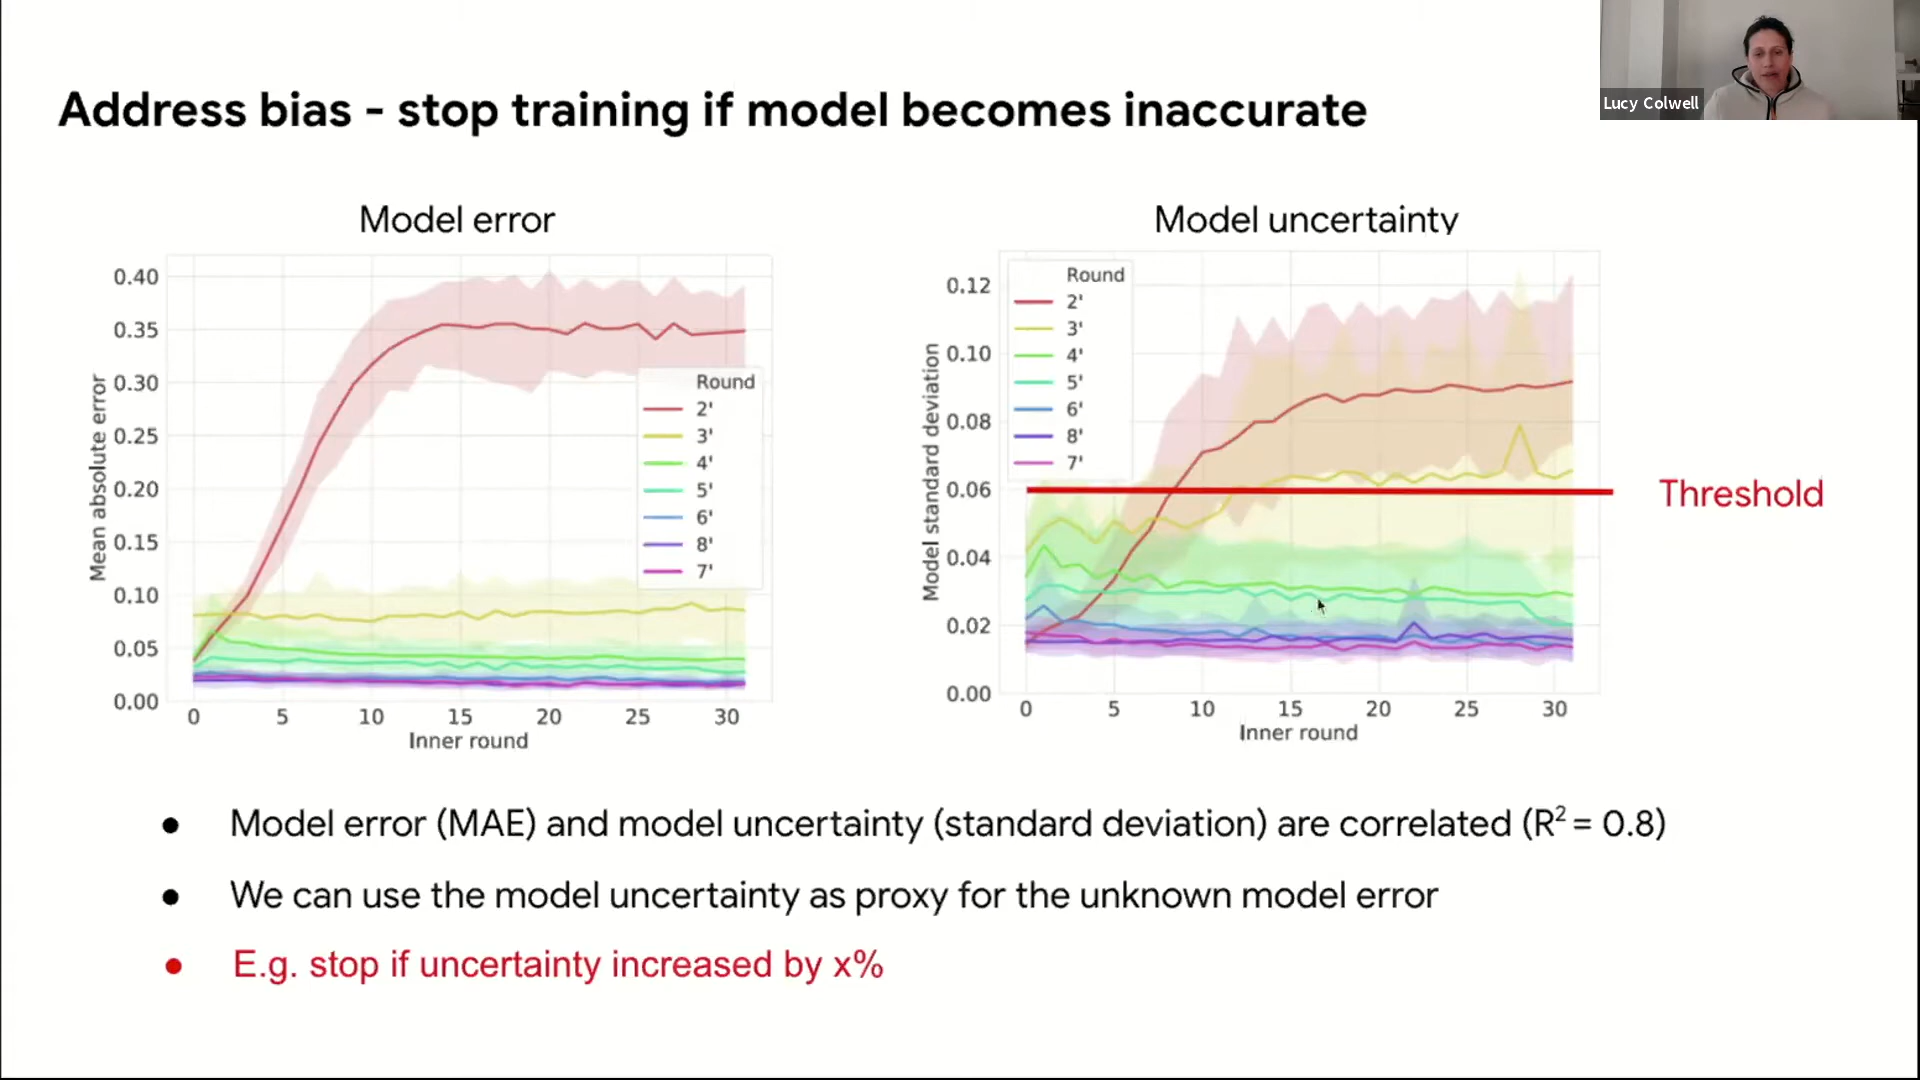 Lucy Colwell
Address bias - stop training if model becomes inaccurate
Model error
0.40
0.35
0.30
0.25
0.20
0.15
0.10
0.05
0.00
Mean absolute error
0 5 10 15 20 25 30
Inner round
Round
2'
3'
4'
5'
6'
8'
7'
Model uncertainty
0.12
0.10
0.08
0.06
0.04
0.02
0.00
Model standard deviation
0 5 10 15 20 25 30
Inner round
Round
2'
3'
4'
5'
6'
8'
7'
Threshold
● Model error (MAE) and model uncertainty (standard deviation) are correlated (R² = 0.8)
● We can use the model uncertainty as proxy for the unknown model error
● E.g. stop if uncertainty increased by x%